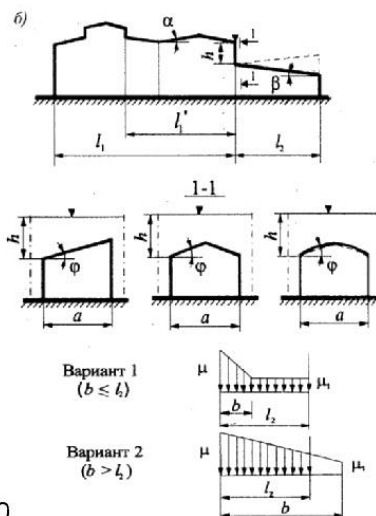 б)
α
1
h
1
β
l₁'
l₁
l₂
1-1
h
φ
a
h
φ
a
h
φ
a
Вариант 1
(b ≤ l₂)
μ
μ₁
b
l₂
Вариант 2
(b > l₂)
μ
μ₁
l₂
b